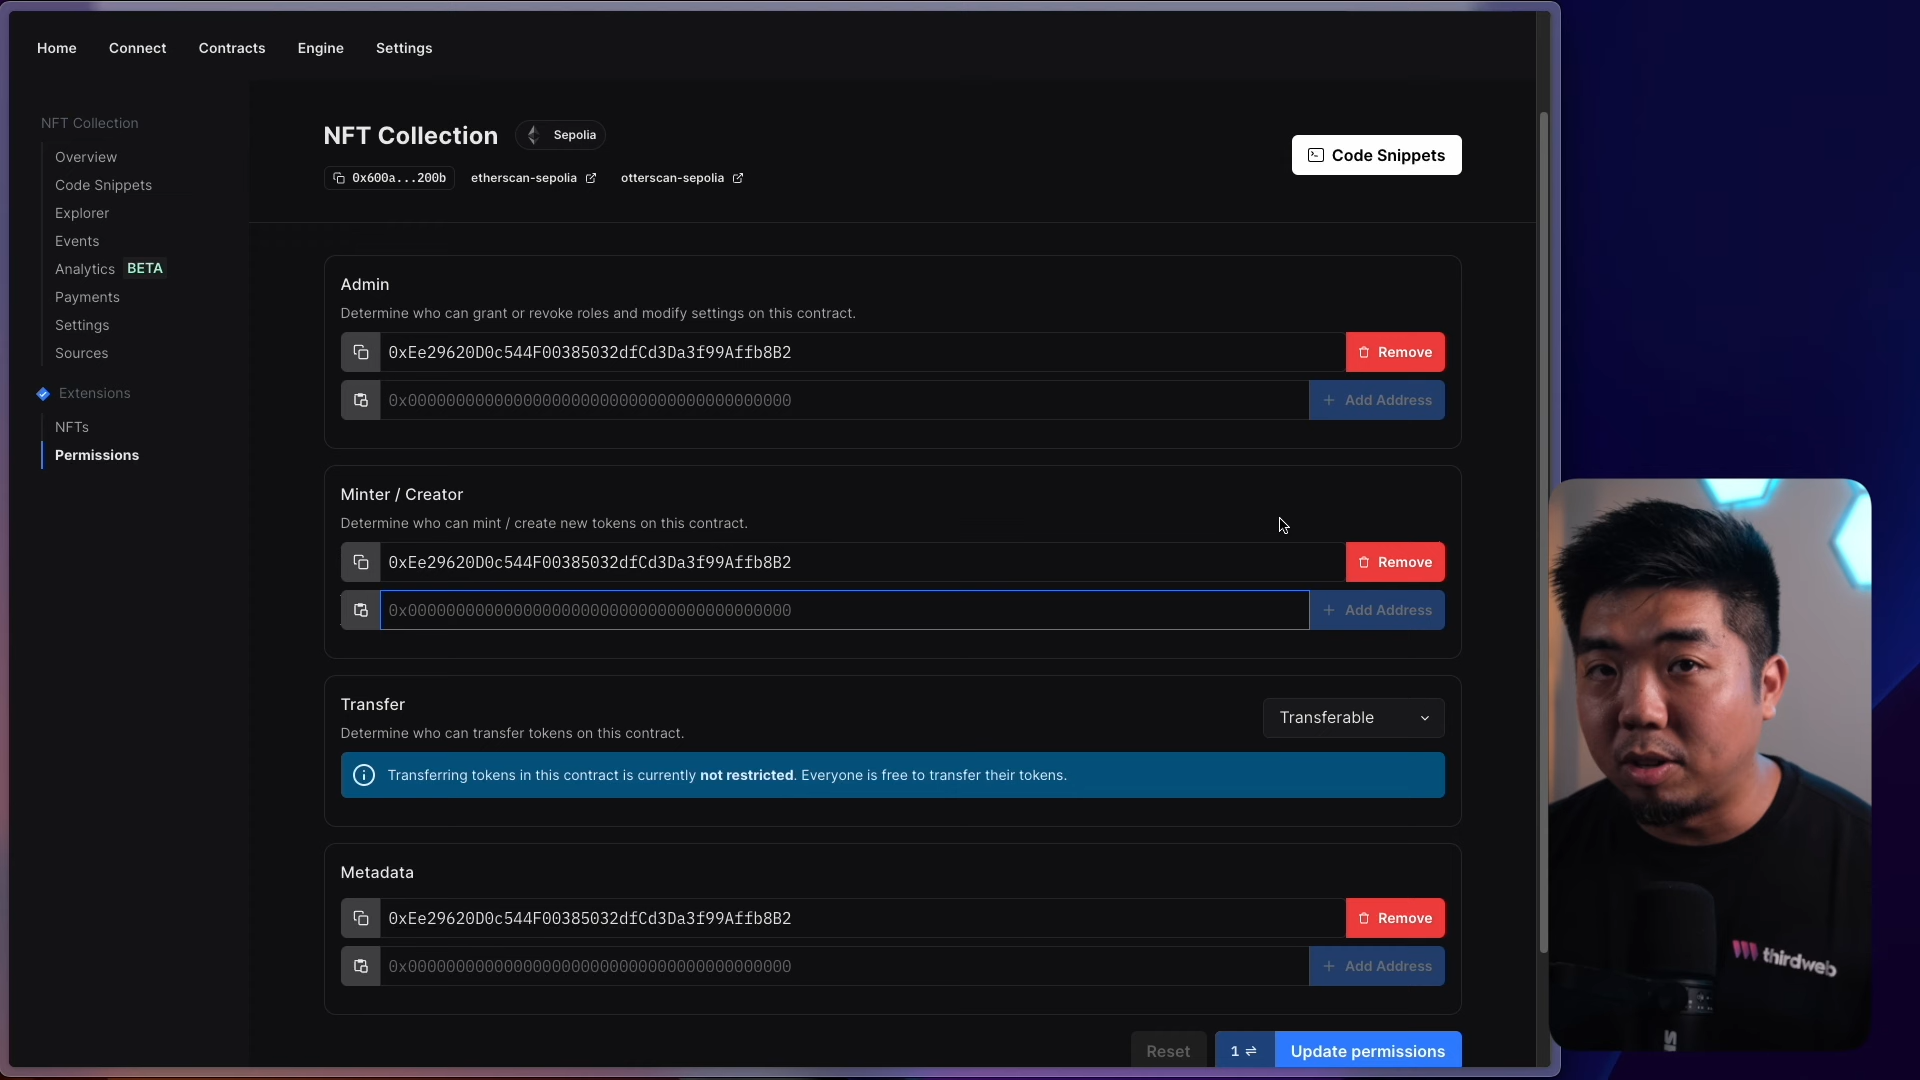 Home Connect Contracts Engine Settings
NFT Collection
Overview
Code Snippets
Explorer
Events
Analytics BETA
Payments
Settings
Sources
Extensions
NFTs
Permissions
NFT Collection Sepolia
0x600a...200b etherscan-sepolia otterscan-sepolia
Code Snippets
Admin
Determine who can grant or revoke roles and modify settings on this contract.
0xEe29620D0c544F00385032dfCd3Da3f99Affb8B2 Remove
0x0000000000000000000000000000000000000000 + Add Address
Minter / Creator
Determine who can mint / create new tokens on this contract.
0xEe29620D0c544F00385032dfCd3Da3f99Affb8B2 Remove
0x0000000000000000000000000000000000000000 + Add Address
Transfer
Determine who can transfer tokens on this contract.
Transferable
Transferring tokens in this contract is currently not restricted. Everyone is free to transfer their tokens.
Metadata
0xEe29620D0c544F00385032dfCd3Da3f99Affb8B2 Remove
0x0000000000000000000000000000000000000000 + Add Address
Reset 1 ⇌ Update permissions
thirdweb